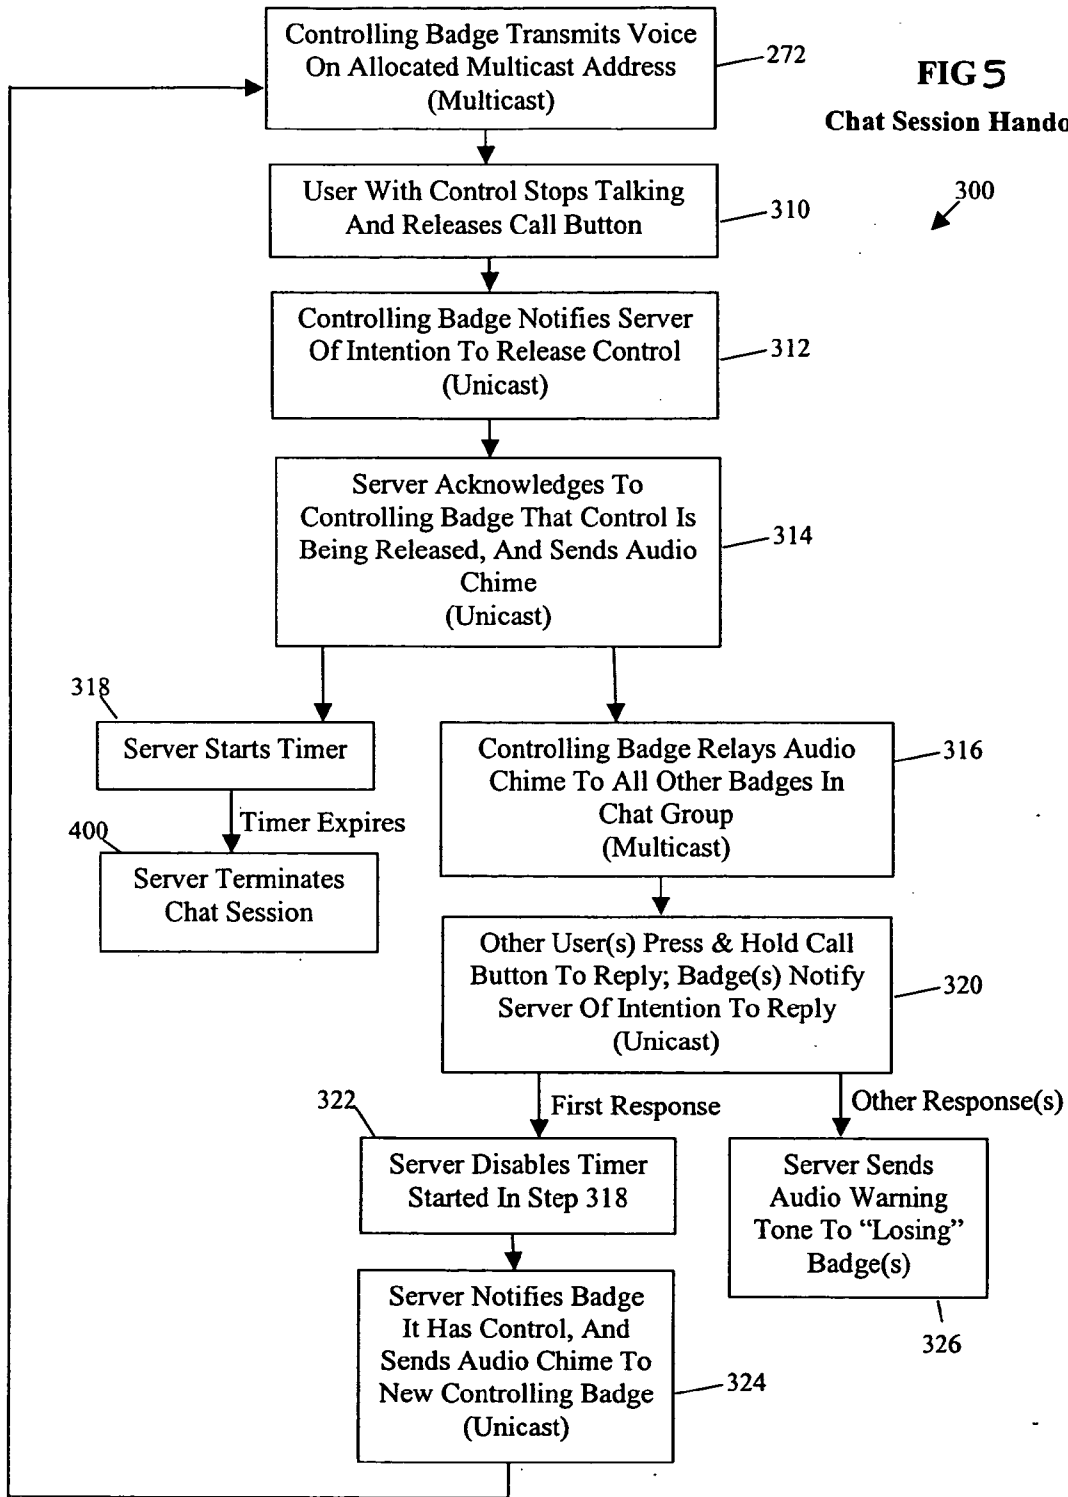 Controlling Badge Transmits Voice
On Allocated Multicast Address
(Multicast)
272
FIG 5
Chat Session Hando
300
User With Control Stops Talking
And Releases Call Button
310
Controlling Badge Notifies Server
Of Intention To Release Control
(Unicast)
312
Server Acknowledges To
Controlling Badge That Control Is
Being Released, And Sends Audio
Chime
(Unicast)
314
318
Server Starts Timer
Timer Expires
400
Server Terminates
Chat Session
Controlling Badge Relays Audio
Chime To All Other Badges In
Chat Group
(Multicast)
316
Other User(s) Press & Hold Call
Button To Reply; Badge(s) Notify
Server Of Intention To Reply
(Unicast)
320
First Response
Other Response(s)
322
Server Disables Timer
Started In Step 318
Server Sends
Audio Warning
Tone To "Losing"
Badge(s)
326
Server Notifies Badge
It Has Control, And
Sends Audio Chime To
New Controlling Badge
(Unicast)
324